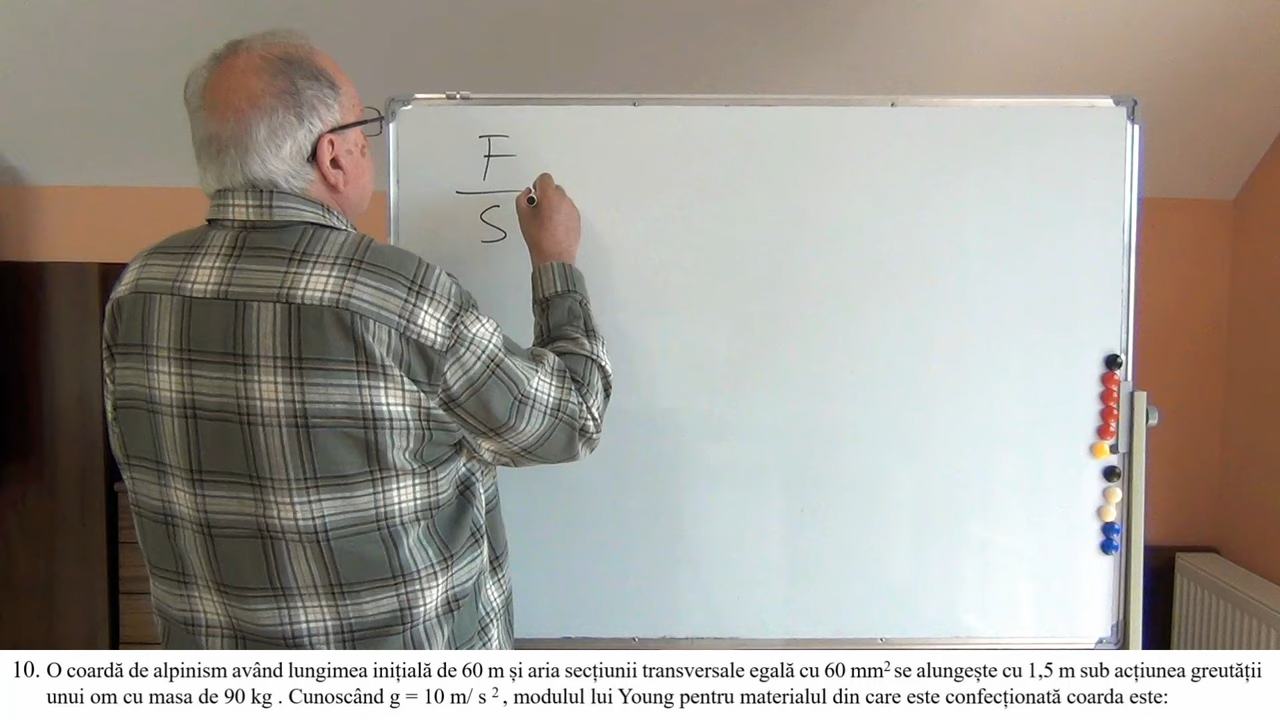 F
S
10. O coardă de alpinism având lungimea inițială de 60 m și aria secțiunii transversale egală cu 60 mm² se alungește cu 1,5 m sub acțiunea greutății
unui om cu masa de 90 kg . Cunoscând g = 10 m/ s ² , modulul lui Young pentru materialul din care este confecționată coarda este: